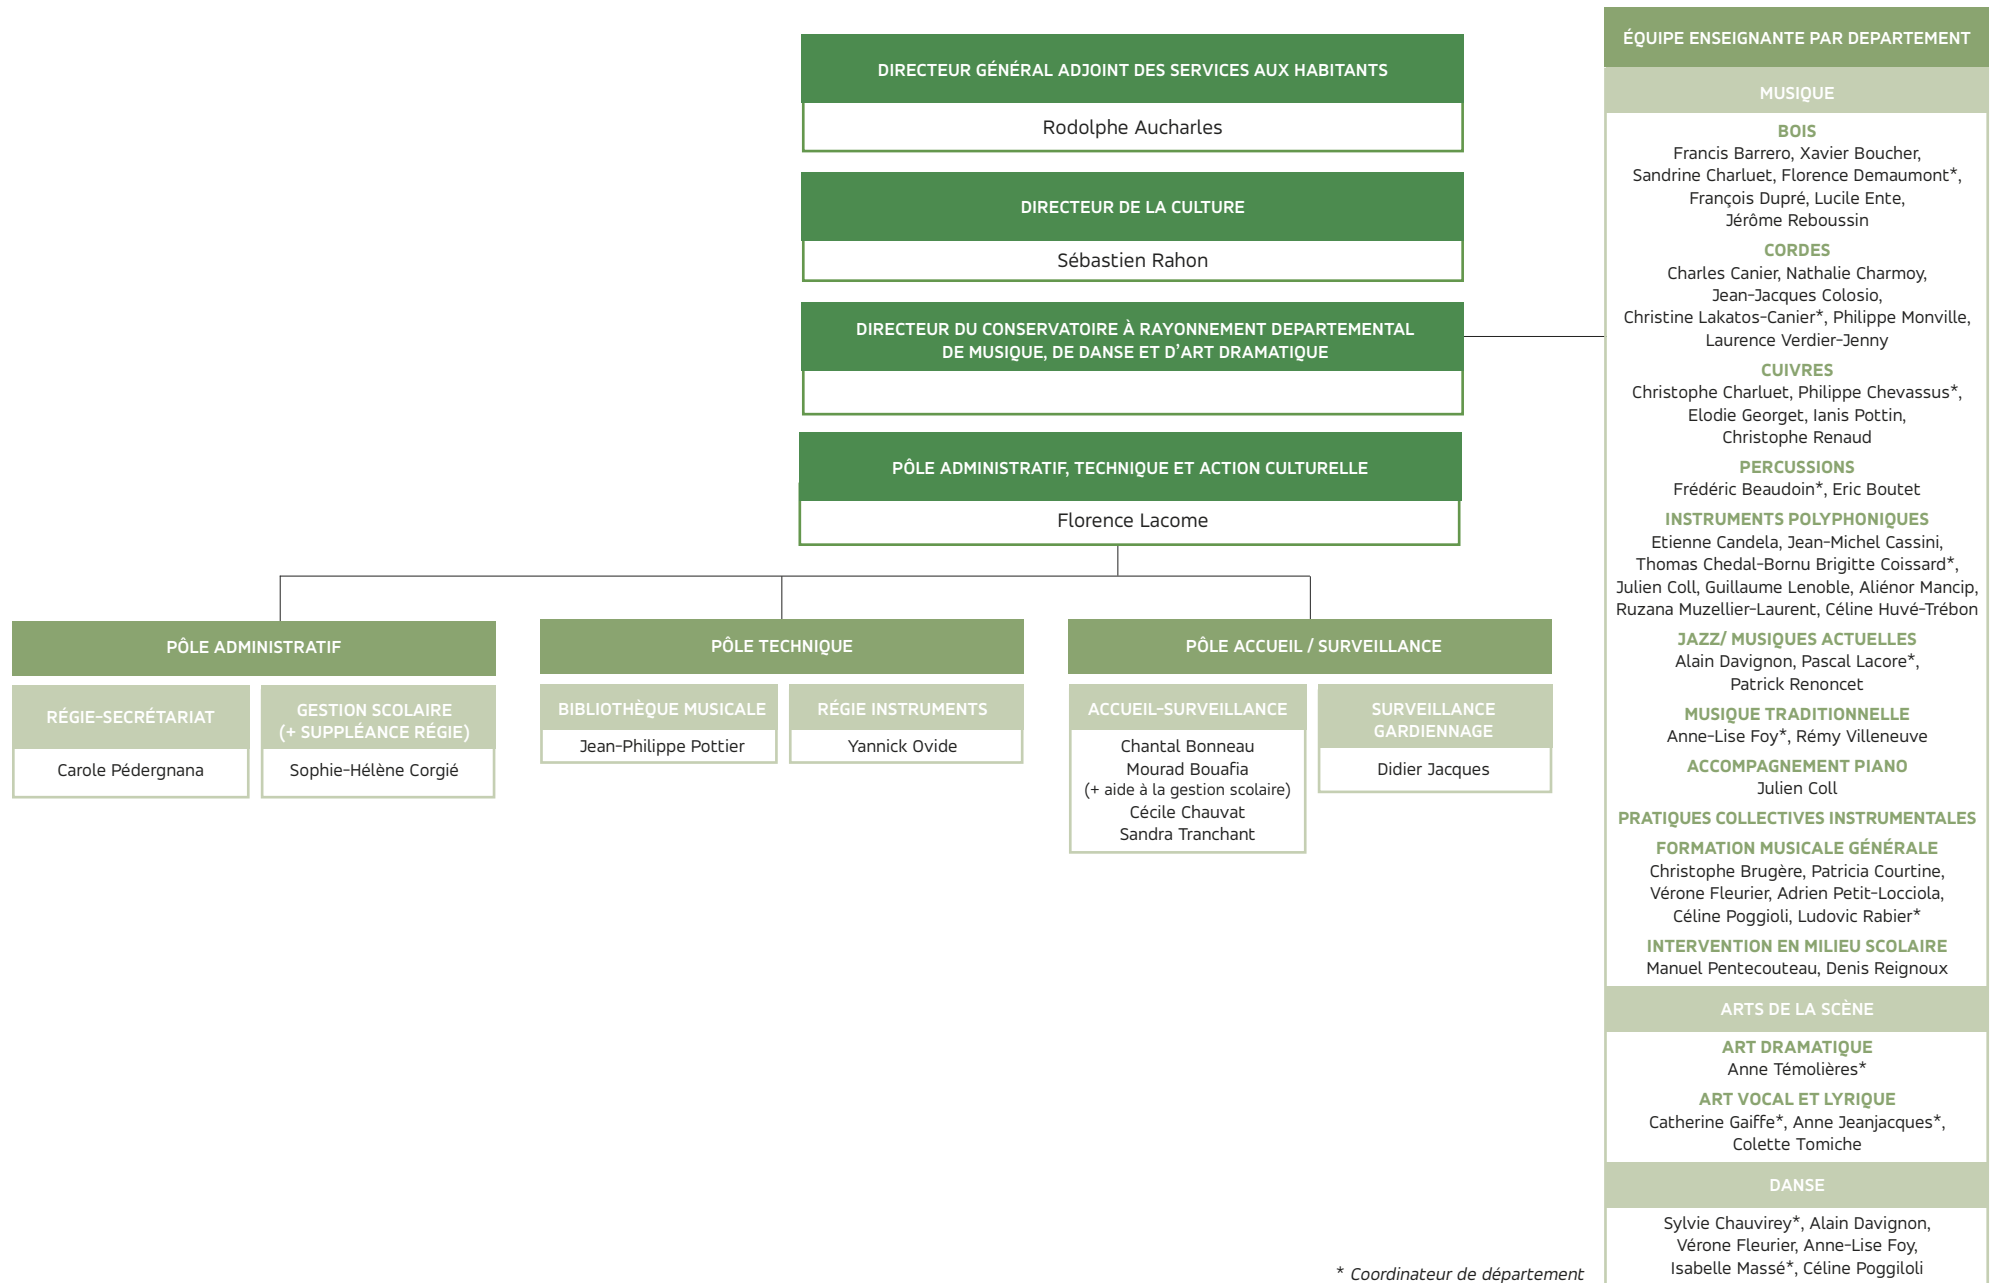 DIRECTEUR GÉNÉRAL ADJOINT DES SERVICES AUX HABITANTS
Rodolphe Aucharles
DIRECTEUR DE LA CULTURE
Sébastien Rahon
DIRECTEUR DU CONSERVATOIRE À RAYONNEMENT DEPARTEMENTAL
DE MUSIQUE, DE DANSE ET D'ART DRAMATIQUE
PÔLE ADMINISTRATIF, TECHNIQUE ET ACTION CULTURELLE
Florence Lacome
PÔLE ADMINISTRATIF
RÉGIE-SECRÉTARIAT
Carole Pédergnana
GESTION SCOLAIRE
(+ SUPPLÉANCE RÉGIE)
Sophie-Hélène Corgié
PÔLE TECHNIQUE
BIBLIOTHÈQUE MUSICALE
Jean-Philippe Pottier
RÉGIE INSTRUMENTS
Yannick Ovide
PÔLE ACCUEIL / SURVEILLANCE
ACCUEIL-SURVEILLANCE
Chantal Bonneau
Mourad Bouafia
(+ aide à la gestion scolaire)
Cécile Chauvat
Sandra Tranchant
SURVEILLANCE
GARDIENNAGE
Didier Jacques
ÉQUIPE ENSEIGNANTE PAR DEPARTEMENT
MUSIQUE
BOIS
Francis Barrero, Xavier Boucher,
Sandrine Charluet, Florence Demaumont*,
François Dupré, Lucile Ente,
Jérôme Reboussin
CORDES
Charles Canier, Nathalie Charmoy,
Jean-Jacques Colosio,
Christine Lakatos-Canier*, Philippe Monville,
Laurence Verdier-Jenny
CUIVRES
Christophe Charluet, Philippe Chevassus*,
Elodie Georget, Ianis Pottin,
Christophe Renaud
PERCUSSIONS
Frédéric Beaudoin*, Eric Boutet
INSTRUMENTS POLYPHONIQUES
Etienne Candela, Jean-Michel Cassini,
Thomas Chedal-Bornu Brigitte Coissard*,
Julien Coll, Guillaume Lenoble, Aliénor Mancip,
Ruzana Muzellier-Laurent, Céline Huvé-Trébon
JAZZ/ MUSIQUES ACTUELLES
Alain Davignon, Pascal Lacore*,
Patrick Renoncet
MUSIQUE TRADITIONNELLE
Anne-Lise Foy*, Rémy Villeneuve
ACCOMPAGNEMENT PIANO
Julien Coll
PRATIQUES COLLECTIVES INSTRUMENTALES
FORMATION MUSICALE GÉNÉRALE
Christophe Brugère, Patricia Courtine,
Vérone Fleurier, Adrien Petit-Locciola,
Céline Poggioli, Ludovic Rabier*
INTERVENTION EN MILIEU SCOLAIRE
Manuel Pentecouteau, Denis Reignoux
ARTS DE LA SCÈNE
ART DRAMATIQUE
Anne Témolières*
ART VOCAL ET LYRIQUE
Catherine Gaiffe*, Anne Jeanjacques*,
Colette Tomiche
DANSE
Sylvie Chauvirey*, Alain Davignon,
Vérone Fleurier, Anne-Lise Foy,
Isabelle Massé*, Céline Poggiloli
* Coordinateur de département